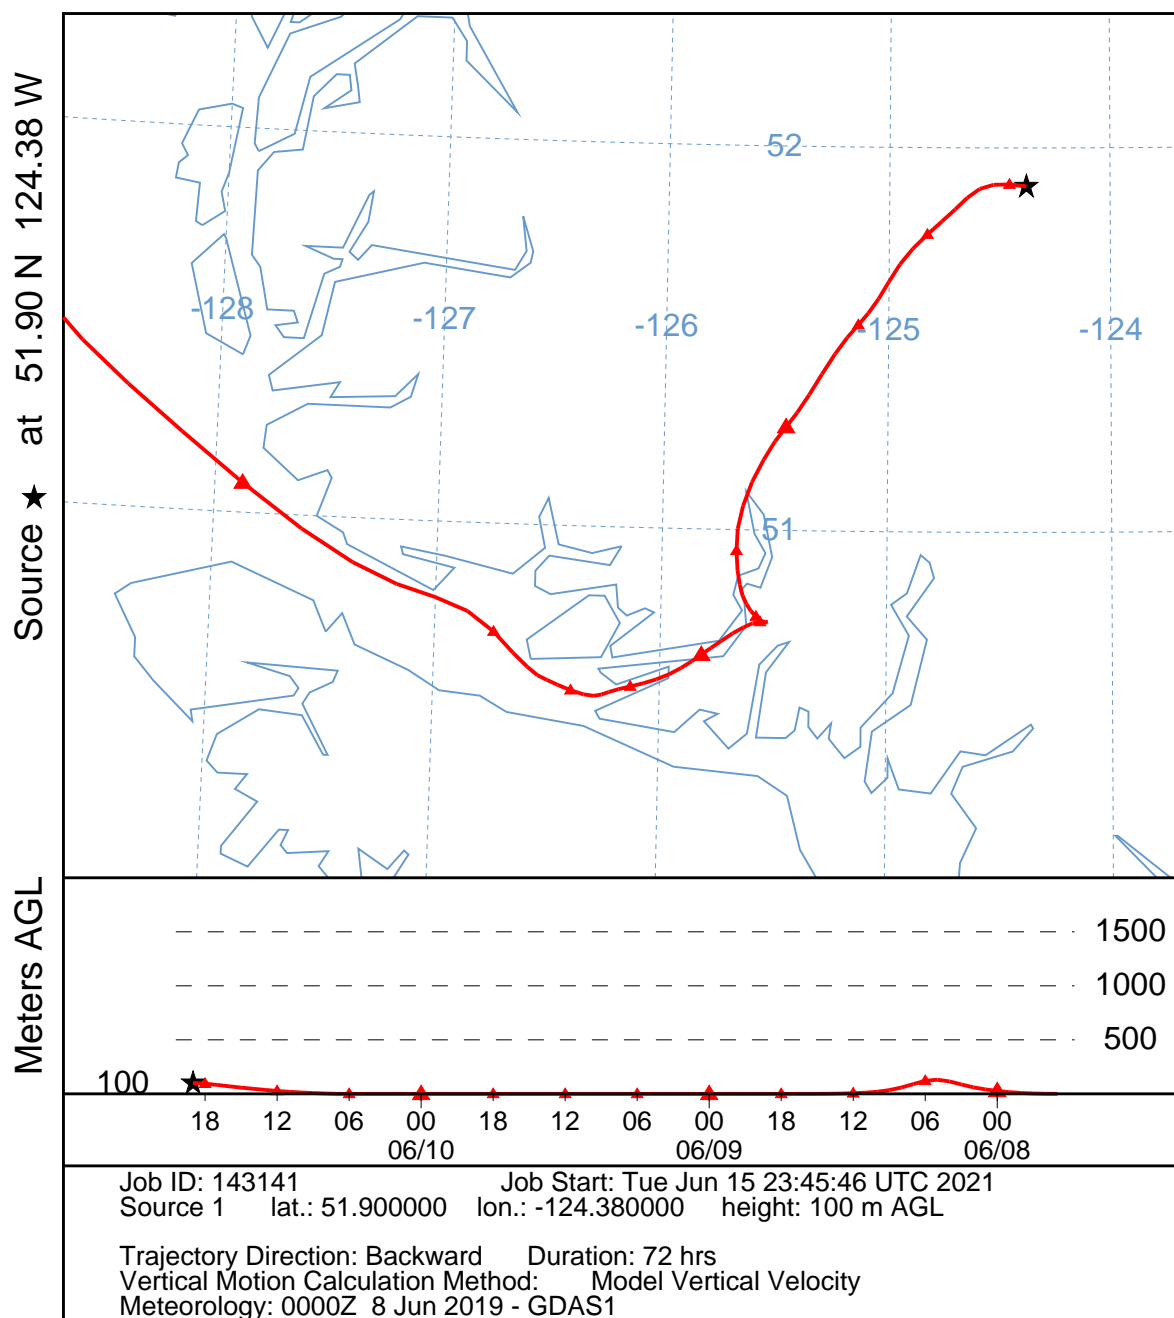 Source ★ at 51.90 N 124.38 W
52
-128
-127
-126
-125
-124
51
Meters AGL
1500
1000
500
100
18 12 06 00 18 12 06 00 18 12 06 00
06/10 06/09 06/08
Job ID: 143141 Job Start: Tue Jun 15 23:45:46 UTC 2021
Source 1 lat.: 51.900000 lon.: -124.380000 height: 100 m AGL
Trajectory Direction: Backward Duration: 72 hrs
Vertical Motion Calculation Method: Model Vertical Velocity
Meteorology: 0000Z 8 Jun 2019 - GDAS1